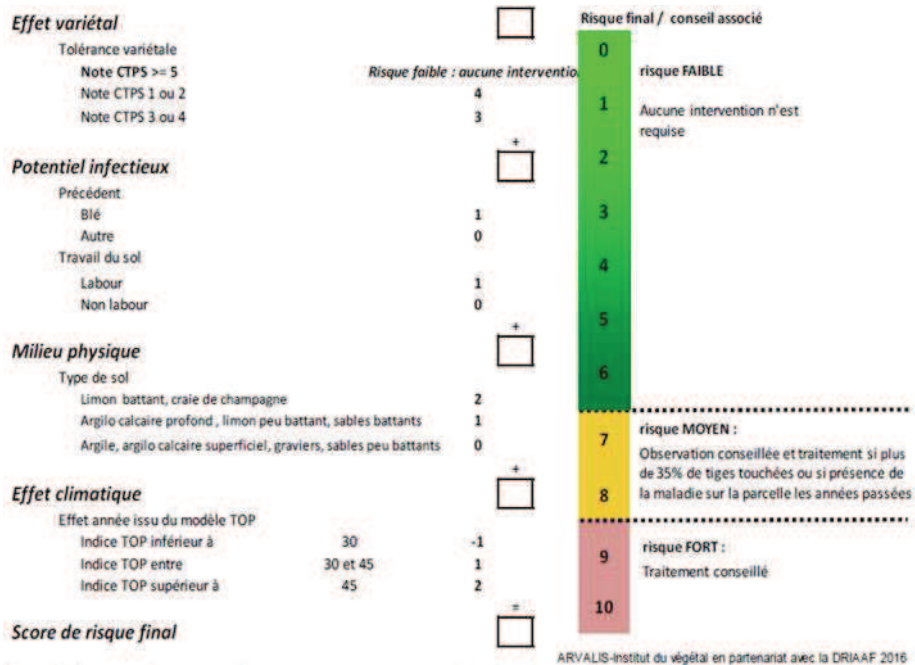 Effet variétal
Tolérance variétale
Note CTPS >= 5 Risque faible : aucune interventio
Note CTPS 1 ou 2 4
Note CTPS 3 ou 4 3
+
Potentiel infectieux
Précédent
Blé 1
Autre 0
Travail du sol
Labour 1
Non labour 0
+
Milieu physique
Type de sol
Limon battant, craie de champagne 2
Argilo calcaire profond , limon peu battant, sables battants 1
Argile, argilo calcaire superficiel, graviers, sables peu battants 0
+
Effet climatique
Effet année issu du modèle TOP
Indice TOP inférieur à 30 -1
Indice TOP entre 30 et 45 1
Indice TOP supérieur à 45 2
=
Score de risque final
Risque final / conseil associé
0
risque FAIBLE
1
Aucune intervention n'est
requise
2
3
4
5
6
7
risque MOYEN :
Observation conseillée et traitement si plus
de 35% de tiges touchées ou si présence de
8
la maladie sur la parcelle les années passées
9
risque FORT :
Traitement conseillé
10
ARVALIS-Institut du végétal en partenariat avec la DRIAAF 2016